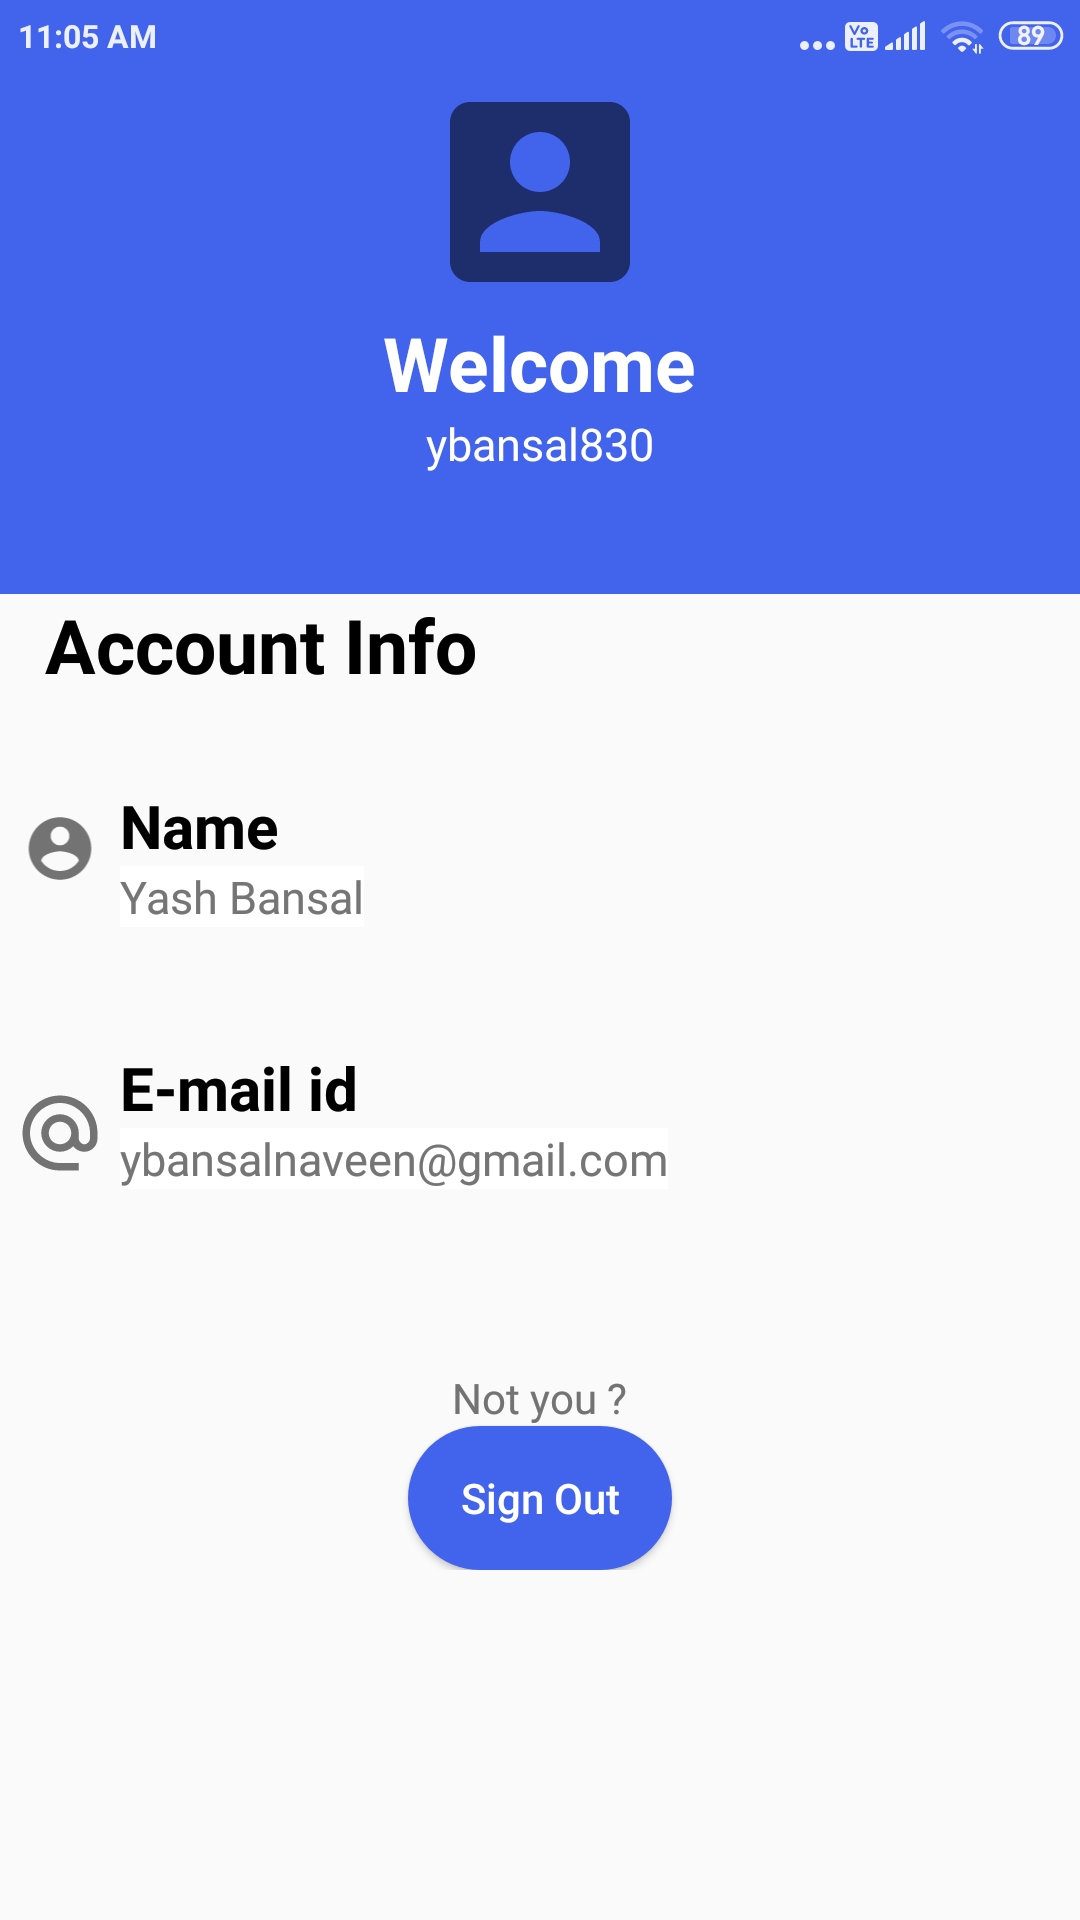 11:05 AM
Vo LTE
89
Welcome
ybansal830
Account Info
Name
Yash Bansal
E-mail id
ybansalnaveen@gmail.com
Not you ?
Sign Out